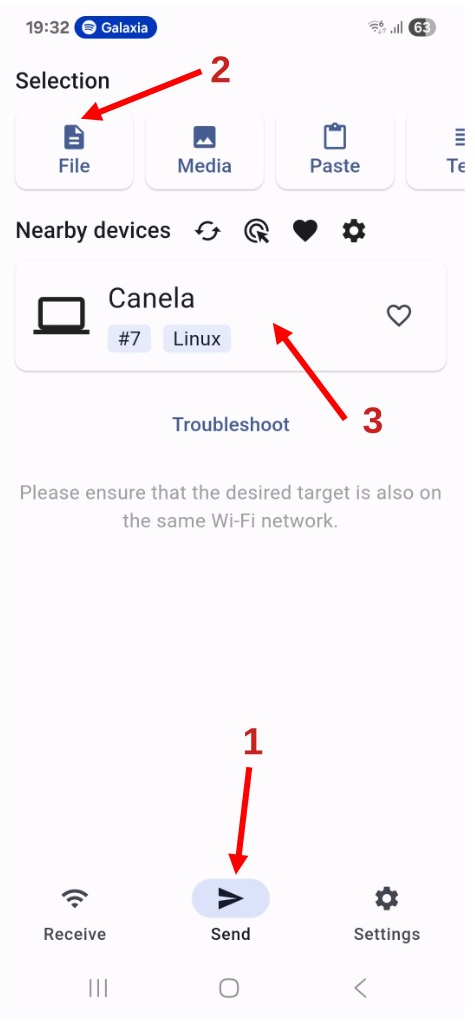 19:32 Galaxia 6 63
Selection 2
File Media Paste Te
Nearby devices
Canela
#7 Linux
3
Troubleshoot
Please ensure that the desired target is also on
the same Wi-Fi network.
1
Receive Send Settings